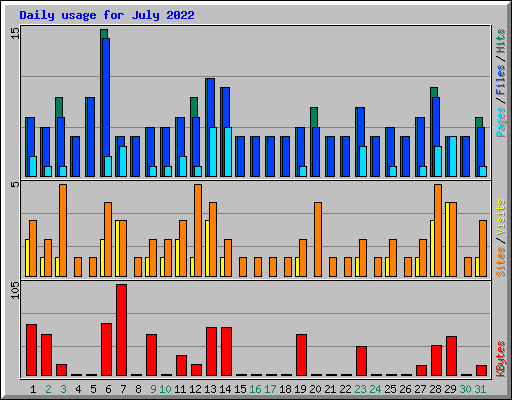 Daily usage for July 2022
15
Pages/Files/Hits
5
Sites/Visits
105
KBytes
1 2 3 4 5 6 7 8 9 10 11 12 13 14 15 16 17 18 19 20 21 22 23 24 25 26 27 28 29 30 31